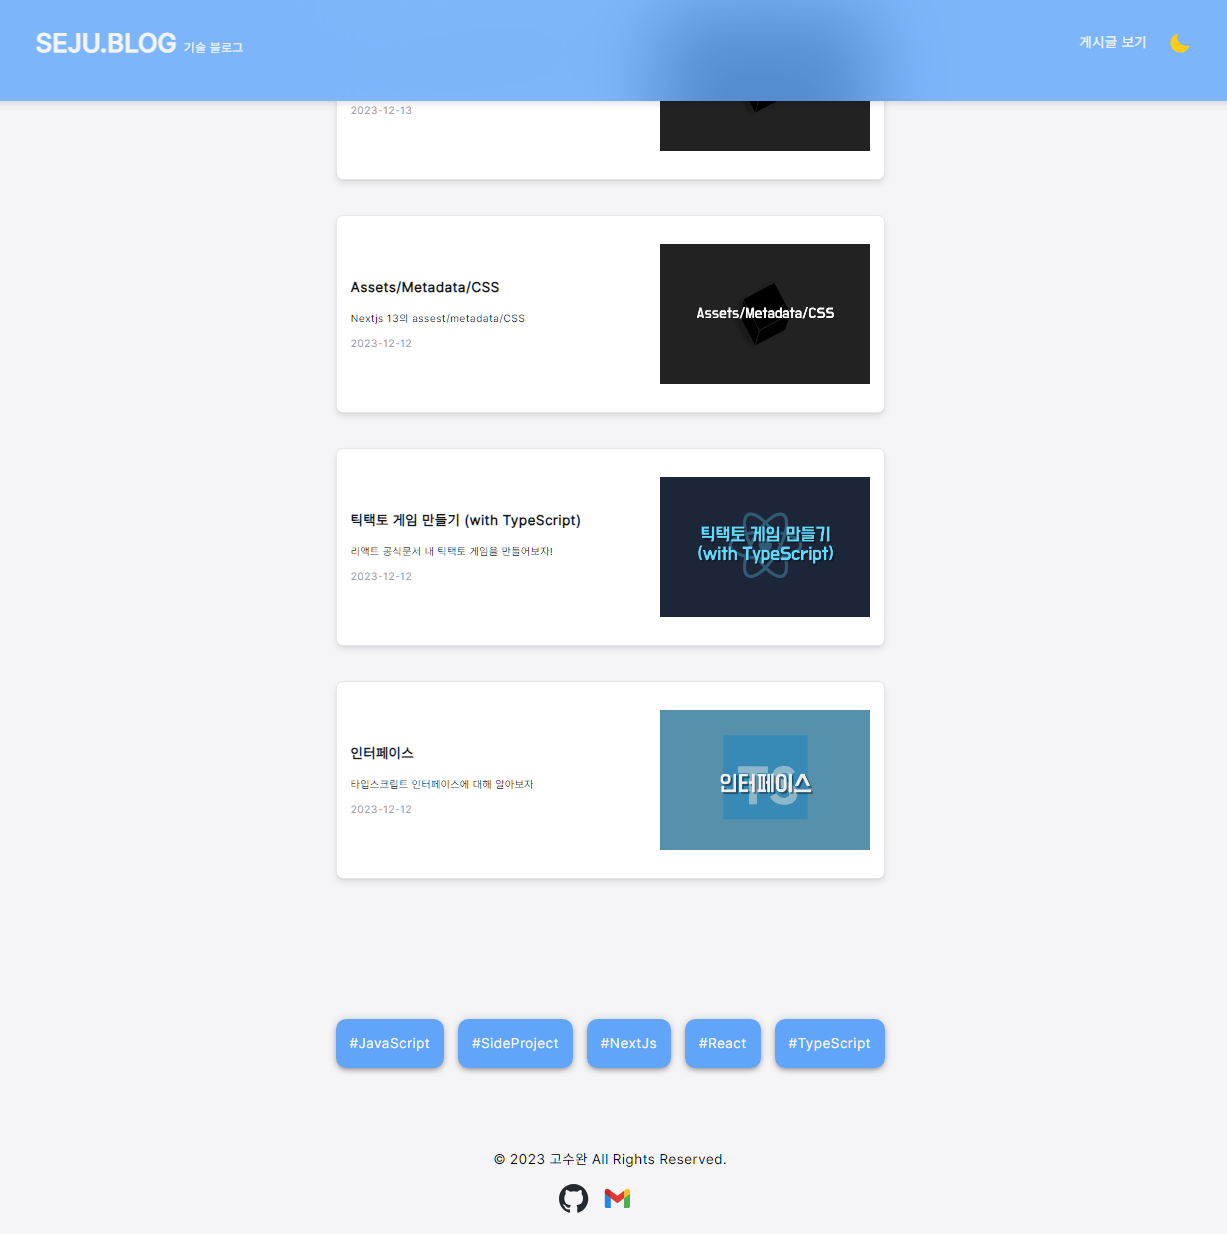 SEJU.BLOG 기술 블로그
게시글 보기
2023-12-13
Assets/Metadata/CSS
Nextjs 13의 assest/metadata/CSS
2023-12-12
Assets/Metadata/CSS
틱택토 게임 만들기 (with TypeScript)
리액트 공식문서 내 틱택토 게임을 만들어보자!
2023-12-12
틱택토 게임 만들기
(with TypeScript)
인터페이스
타입스크립트 인터페이스에 대해 알아보자
2023-12-12
TS
인터페이스
#JavaScript
#SideProject
#NextJs
#React
#TypeScript
© 2023 고수완 All Rights Reserved.